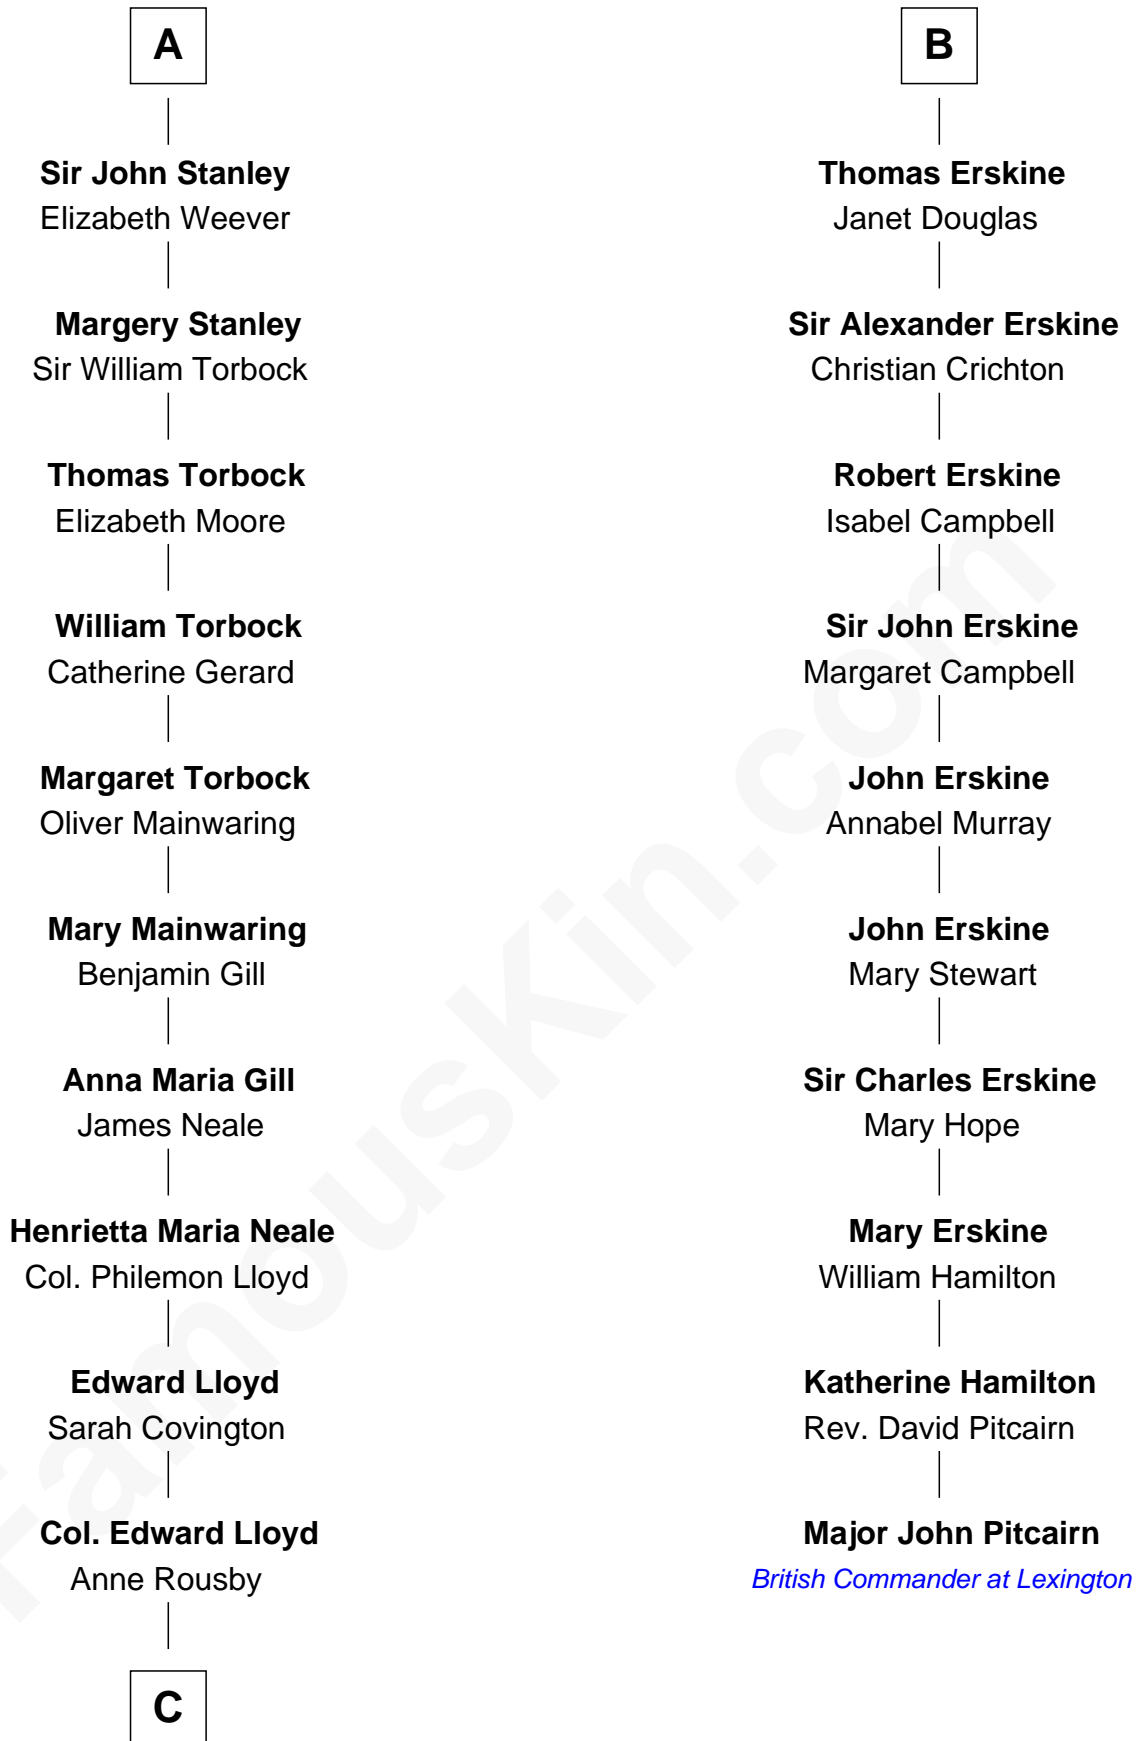 A
Sir John Stanley
Elizabeth Weever
Margery Stanley
Sir William Torbock
Thomas Torbock
Elizabeth Moore
William Torbock
Catherine Gerard
Margaret Torbock
Oliver Mainwaring
Mary Mainwaring
Benjamin Gill
Anna Maria Gill
James Neale
Henrietta Maria Neale
Col. Philemon Lloyd
Edward Lloyd
Sarah Covington
Col. Edward Lloyd
Anne Rousby
C
B
Thomas Erskine
Janet Douglas
Sir Alexander Erskine
Christian Crichton
Robert Erskine
Isabel Campbell
Sir John Erskine
Margaret Campbell
John Erskine
Annabel Murray
John Erskine
Mary Stewart
Sir Charles Erskine
Mary Hope
Mary Erskine
William Hamilton
Katherine Hamilton
Rev. David Pitcairn
Major John Pitcairn
British Commander at Lexington
FamousKin.com